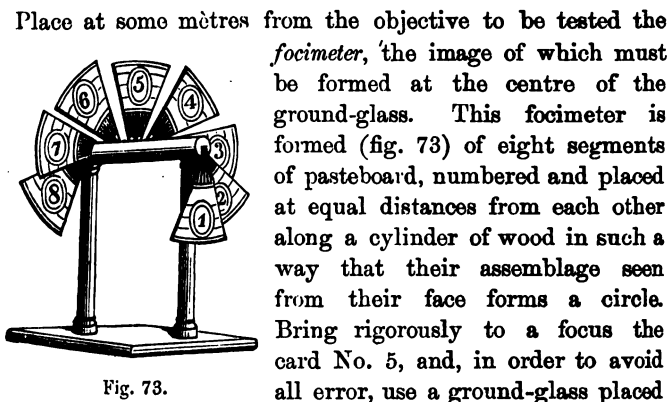 Place at some mètres from the objective to be tested the
focimeter, the image of which must
be formed at the centre of the
ground-glass. This focimeter is
formed (fig. 73) of eight segments
of pasteboard, numbered and placed
at equal distances from each other
along a cylinder of wood in such a
way that their assemblage seen
from their face forms a circle.
Bring rigorously to a focus the
card No. 5, and, in order to avoid
all error, use a ground-glass placed
5
6
4
7
3
8
2
1
Fig. 73.